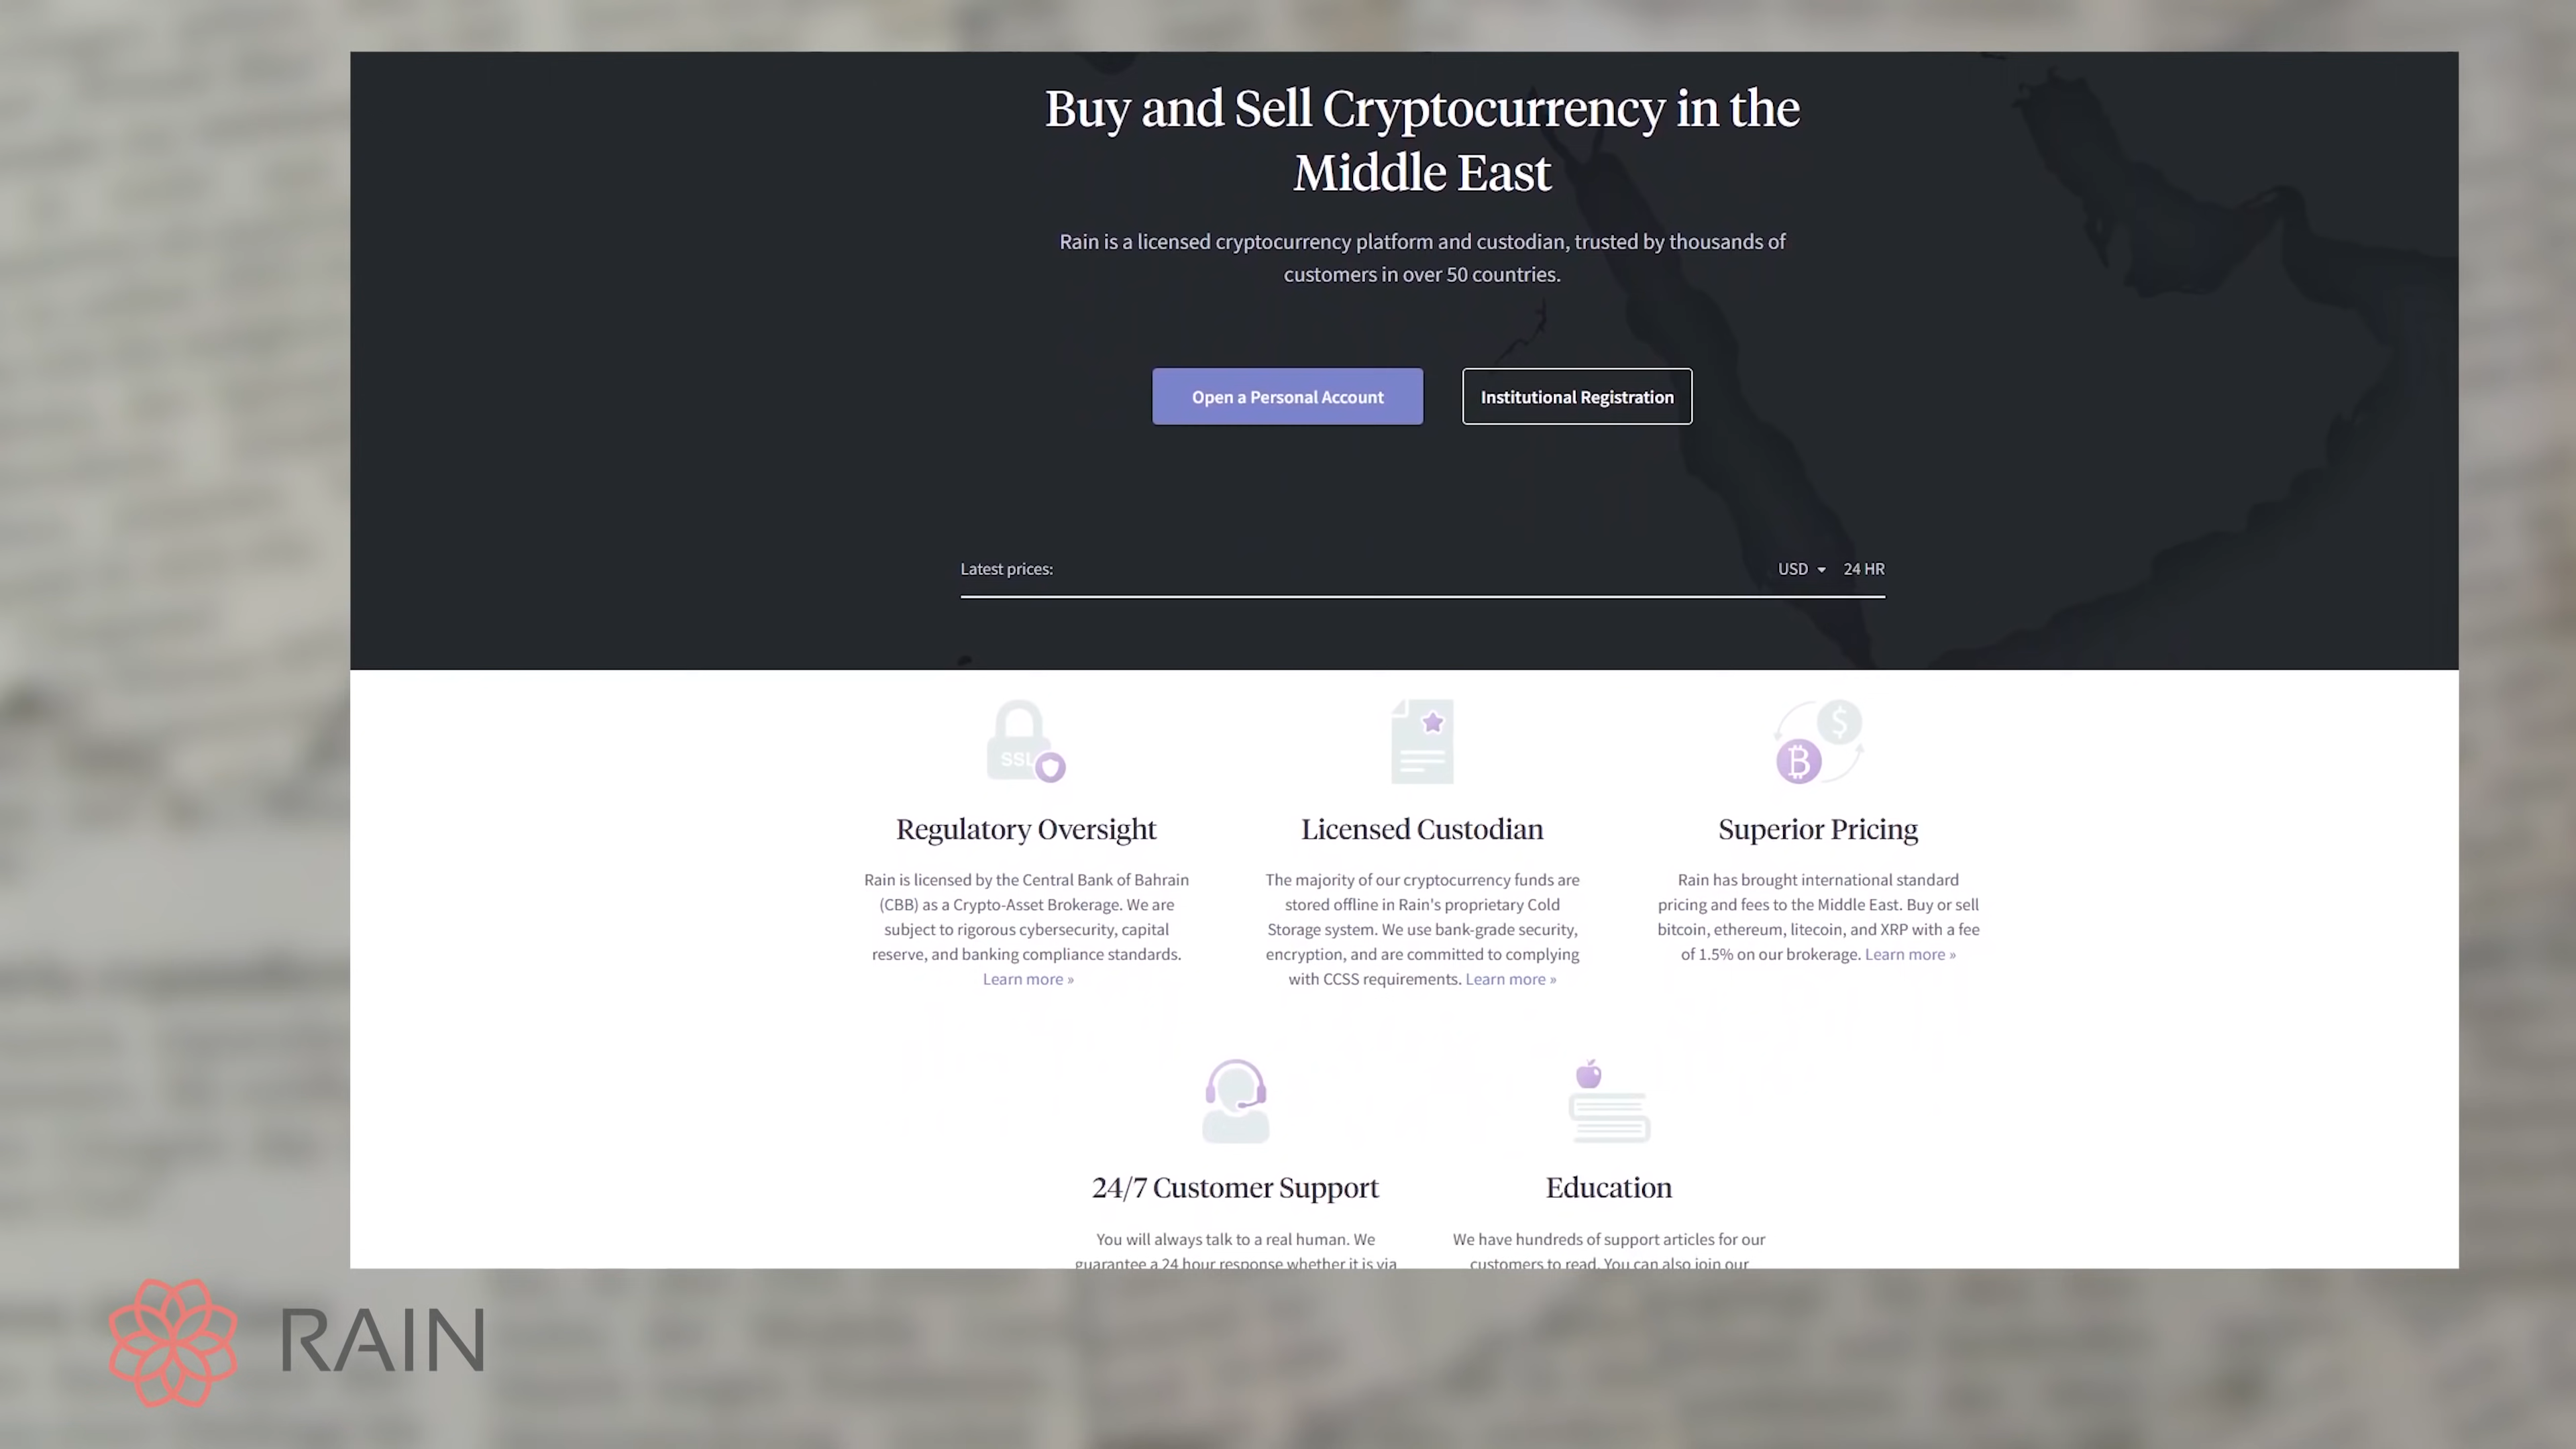 Buy and Sell Cryptocurrency in the
Middle East
Rain is a licensed cryptocurrency platform and custodian, trusted by thousands of
customers in over 50 countries.
Open a Personal Account
Institutional Registration
Latest prices:
USD
24 HR
SSL
Regulatory Oversight
Rain is licensed by the Central Bank of Bahrain
(CBB) as a Crypto-Asset Brokerage. We are
subject to rigorous cybersecurity, capital
reserve, and banking compliance standards.
Learn more »
Licensed Custodian
The majority of our cryptocurrency funds are
stored offline in Rain's proprietary Cold
Storage system. We use bank-grade security,
encryption, and are committed to complying
with CCSS requirements. Learn more »
Superior Pricing
Rain has brought international standard
pricing and fees to the Middle East. Buy or sell
bitcoin, ethereum, litecoin, and XRP with a fee
of 1.5% on our brokerage. Learn more »
24/7 Customer Support
You will always talk to a real human. We
guarantee a 24 hour response whether it is via
Education
We have hundreds of support articles for our
customers to read. You can also join our
RAIN